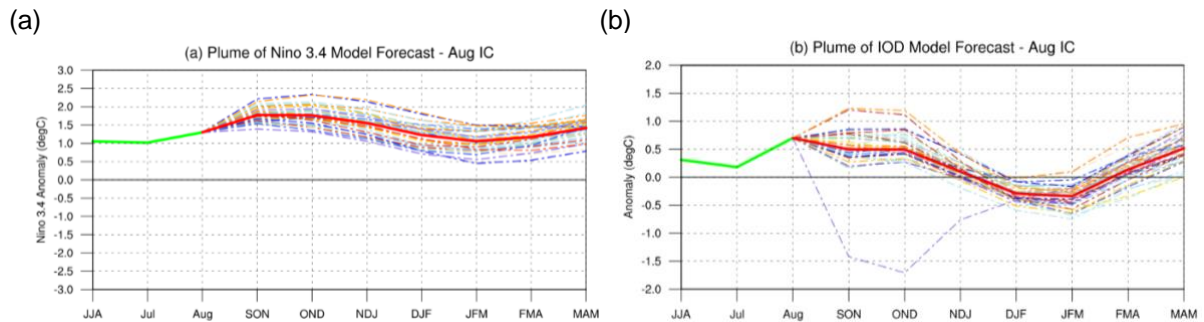 (a)
(a) Plume of Nino 3.4 Model Forecast - Aug IC
Nino 3.4 Anomaly (degC)
3.0
2.5
2.0
1.5
1.0
0.5
0.0
-0.5
-1.0
-1.5
-2.0
-2.5
-3.0
JJA Jul Aug SON OND NDJ DJF JFM FMA MAM
(b)
(b) Plume of IOD Model Forecast - Aug IC
Anomaly (degC)
2.0
1.5
1.0
0.5
0.0
-0.5
-1.0
-1.5
-2.0
JJA Jul Aug SON OND NDJ DJF JFM FMA MAM